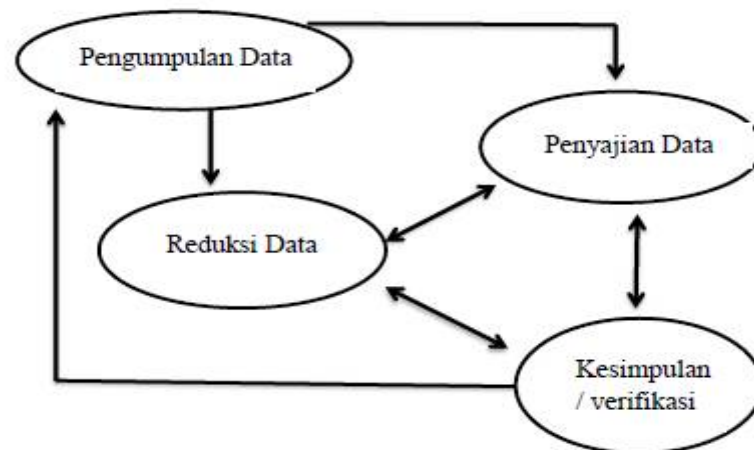 Pengumpulan Data
Penyajian Data
Reduksi Data
Kesimpulan
/ verifikasi